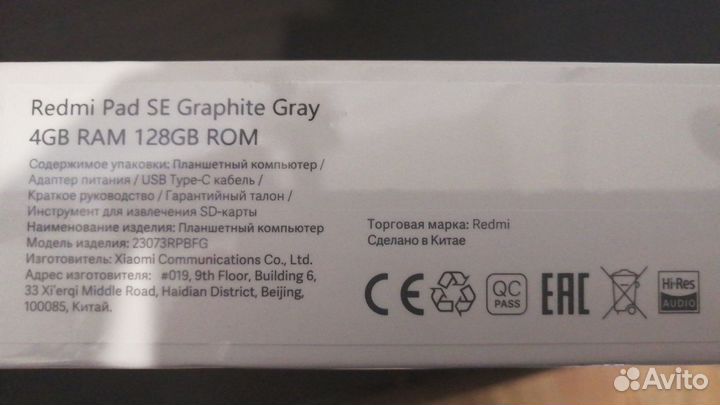 Redmi Pad SE Graphite Gray
4GB RAM 128GB ROM
Содержимое упаковки: Планшетный компьютер /
Адаптер питания / USB Type-C кабель /
Краткое руководство / Гарантийный талон /
Инструмент для извлечения SD-карты
Наименование изделия: Планшетный компьютер
Модель изделия: 23073RPBFG
Изготовитель: Xiaomi Communications Co., Ltd.
Адрес изготовителя: #019, 9th Floor, Building 6,
33 Xi'erqi Middle Road, Haidian District, Beijing,
100085, Китай.
Торговая марка: Redmi
Сделано в Китае
CE
QC
PASS
EAC
Hi-Res
AUDIO
Avito